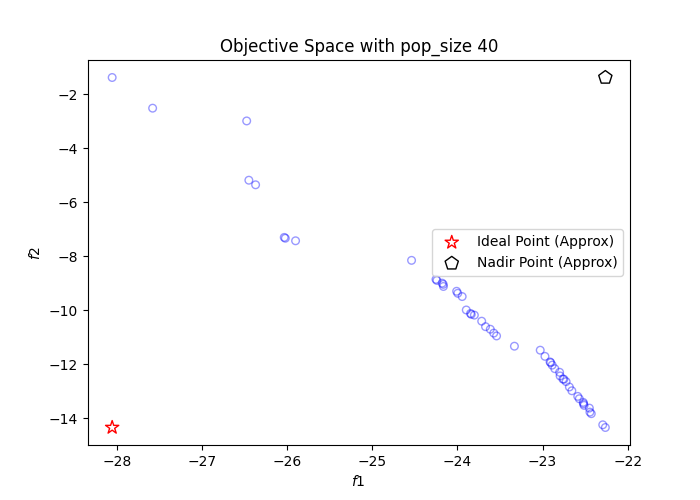 Objective Space with pop_size 40
−2
−4
−6
−8
−10
−12
−14
f2
Ideal Point (Approx)
Nadir Point (Approx)
−28
−27
−26
−25
−24
−23
−22
f1